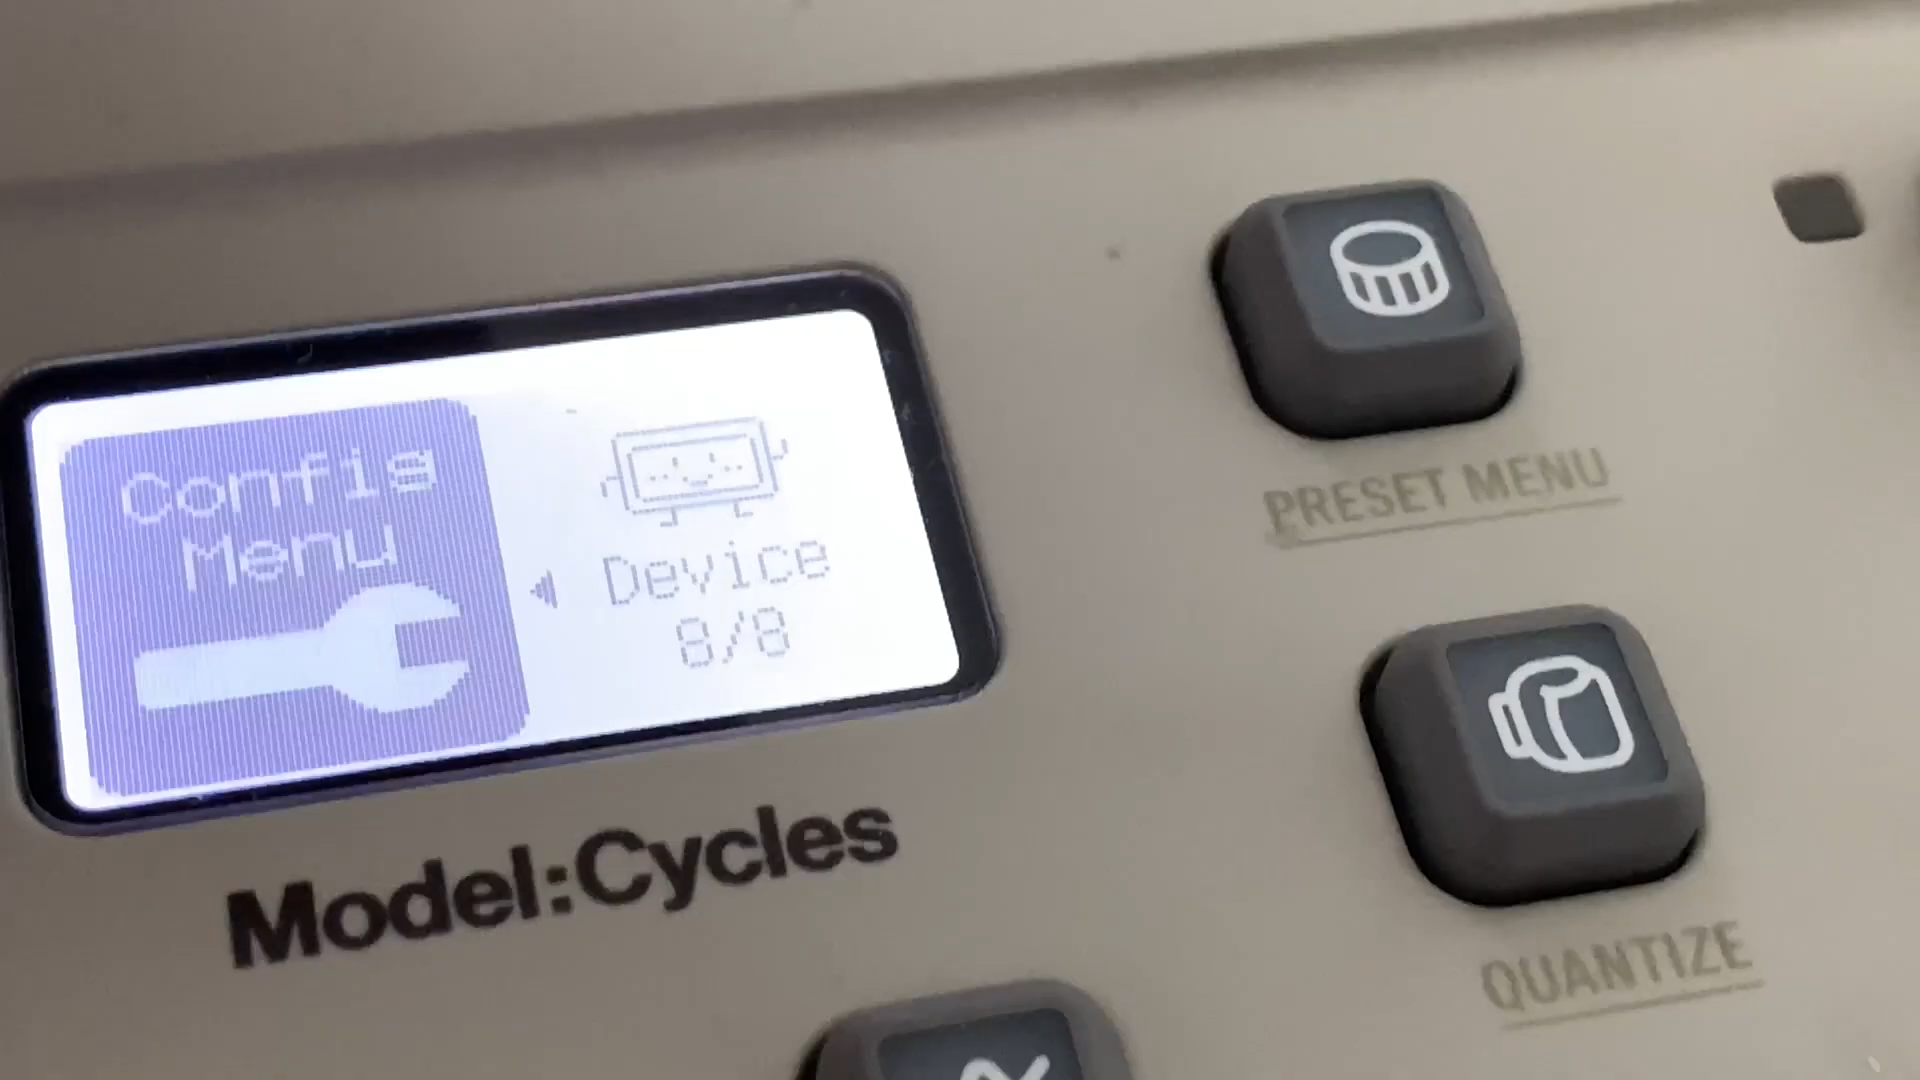 Config
Menu
Device
8/8
Model:Cycles
PRESET MENU
QUANTIZE